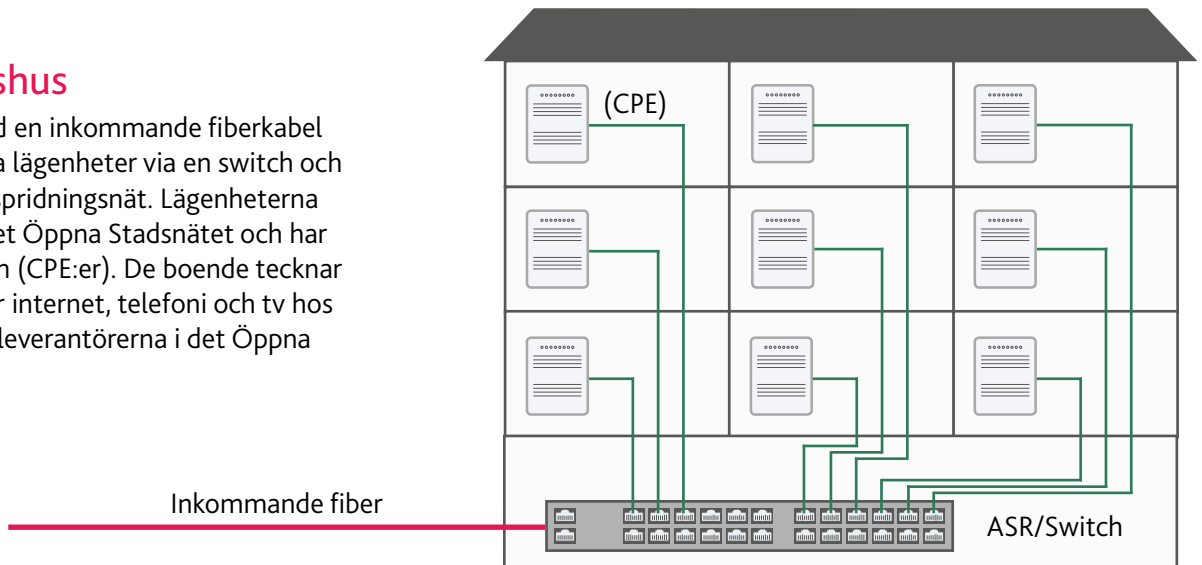 shus
d en inkommande fiberkabel
a lägenheter via en switch och
spridningsnät. Lägenheterna
et Öppna Stadsnätet och har
n (CPE:er). De boende tecknar
r internet, telefoni och tv hos
leverantörerna i det Öppna
(CPE)
Inkommande fiber
ASR/Switch